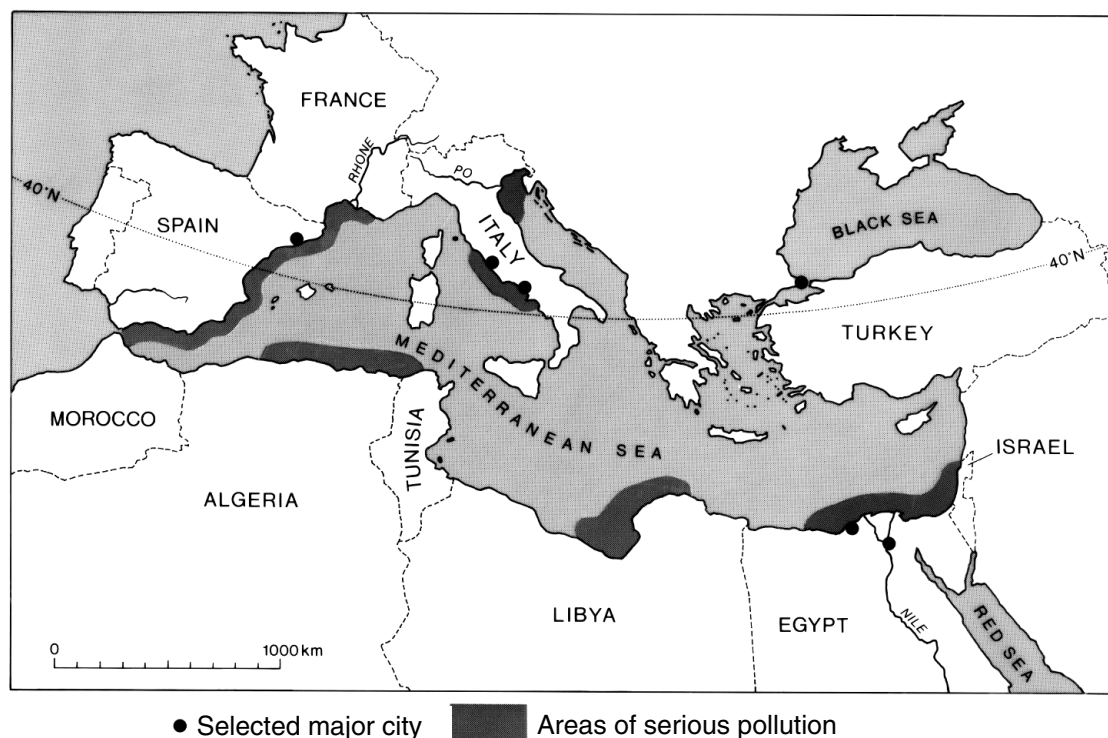 FRANCE
RHONE
PO
40°N
SPAIN
ITALY
BLACK SEA
40°N
TURKEY
MEDITERRANEAN SEA
MOROCCO
TUNISIA
ISRAEL
ALGERIA
LIBYA
EGYPT
NILE
RED SEA
0 1000 km
Selected major city
Areas of serious pollution